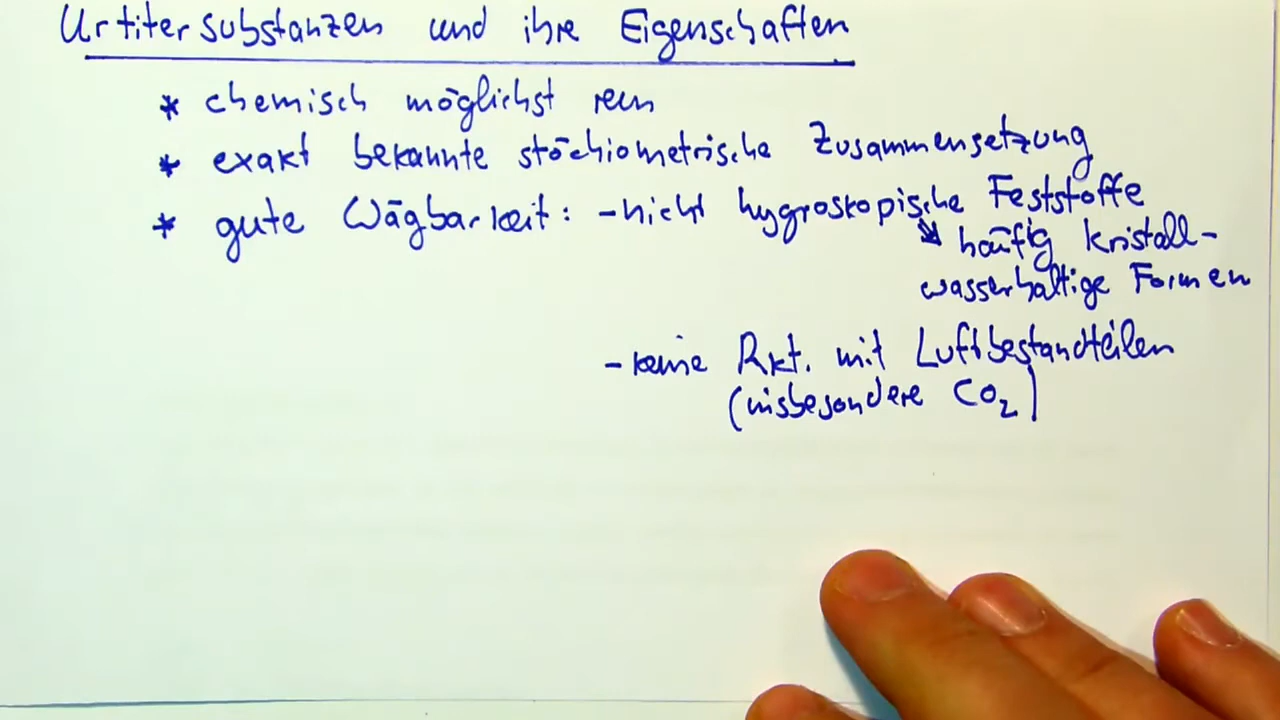 Urtitersubstanzen und ihre Eigenschaften
* chemisch möglichst rein
* exakt bekannte stöchiometrische Zusammensetzung
* gute Wägbarkeit: - nicht hygroskopische Feststoffe
häufig kristall-
wasserhaltige Formen
- keine Rkt. mit Luftbestandteilen
(insbesondere CO₂)